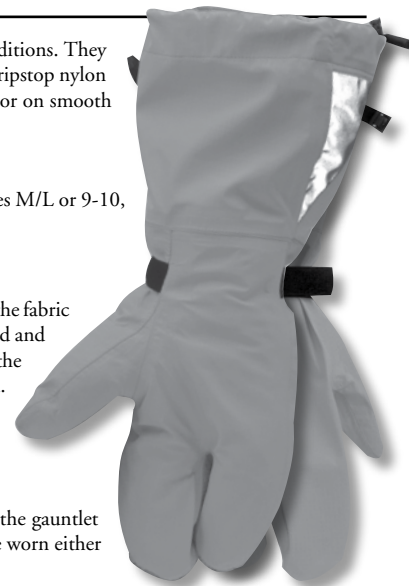 ditions. They
ripstop nylon
or on smooth
es M/L or 9-10,
he fabric
d and
the
.
the gauntlet
e worn either